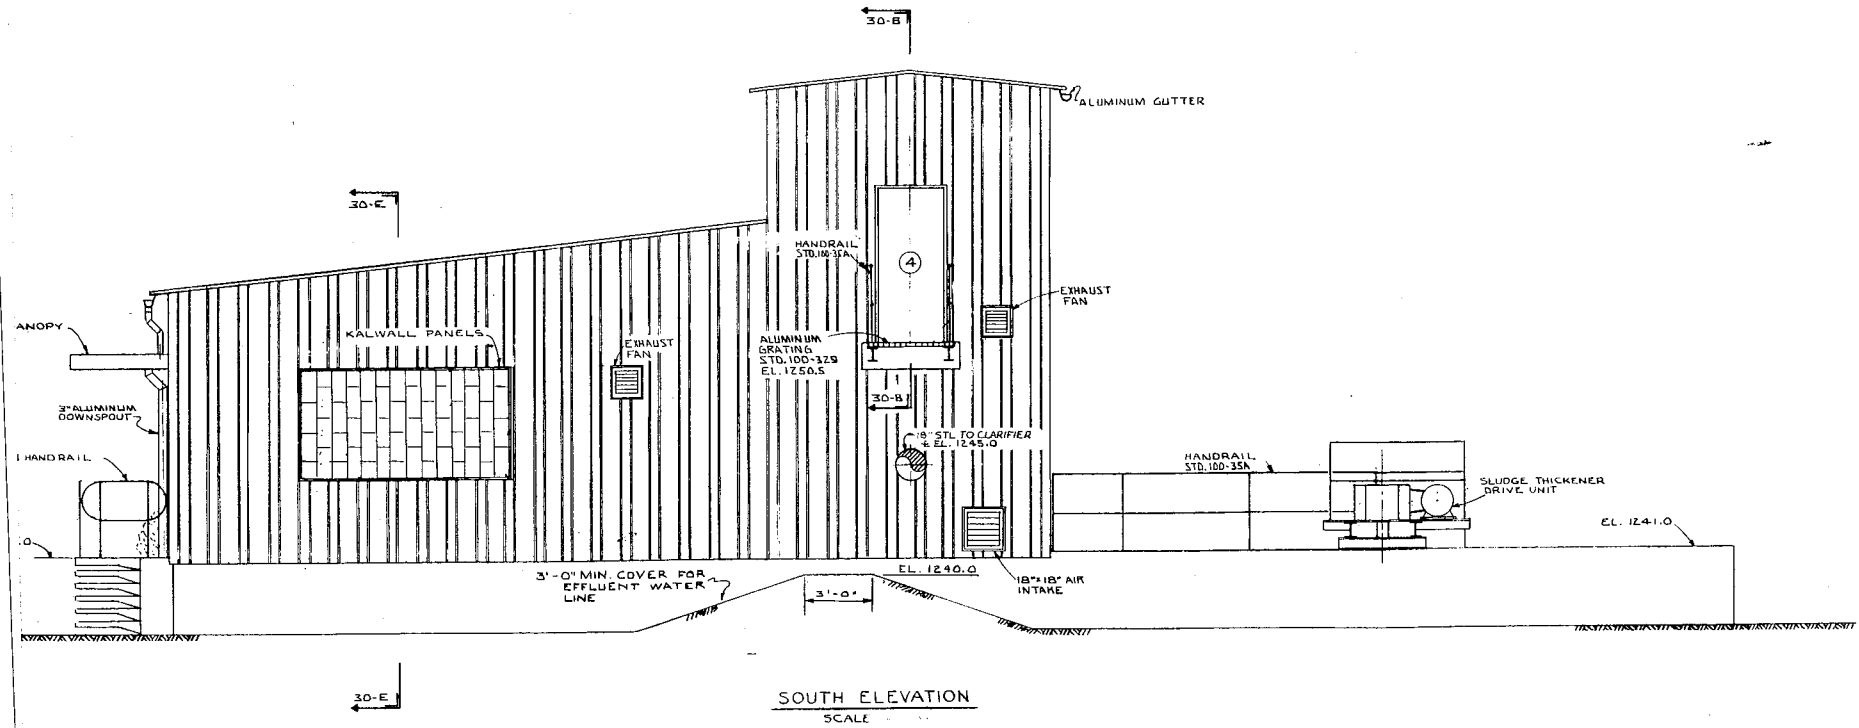 30-B
ALUMINUM GUTTER
30-E
HANDRAIL
STD.100-35A
4
EXHAUST
FAN
ANOPY
KALWALL PANELS
EXHAUST
FAN
ALUMINUM
GRATING
STD.100-32S
EL. 1250.5
30-B
3" ALUMINUM
DOWNSPOUT
18" STL TO CLARIFIER
EL. 1245.0
HANDRAIL
HANDRAIL
STD.100-35A
SLUDGE THICKENER
DRIVE UNIT
EL. 1241.0
.0
3'-0" MIN. COVER FOR
EFFLUENT WATER
LINE
EL. 1240.0
3'-0"
18"x18" AIR
INTAKE
30-E
SOUTH ELEVATION
SCALE